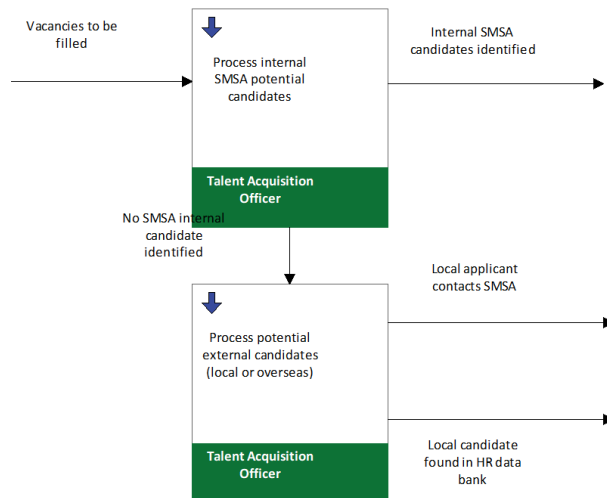 Vacancies to be
filled
Process internal
SMSA potential
candidates
Internal SMSA
candidates identified
Talent Acquisition
Officer
No SMSA internal
candidate
identified
Process potential
external candidates
(local or overseas)
Local applicant
contacts SMSA
Talent Acquisition
Officer
Local candidate
found in HR data
bank